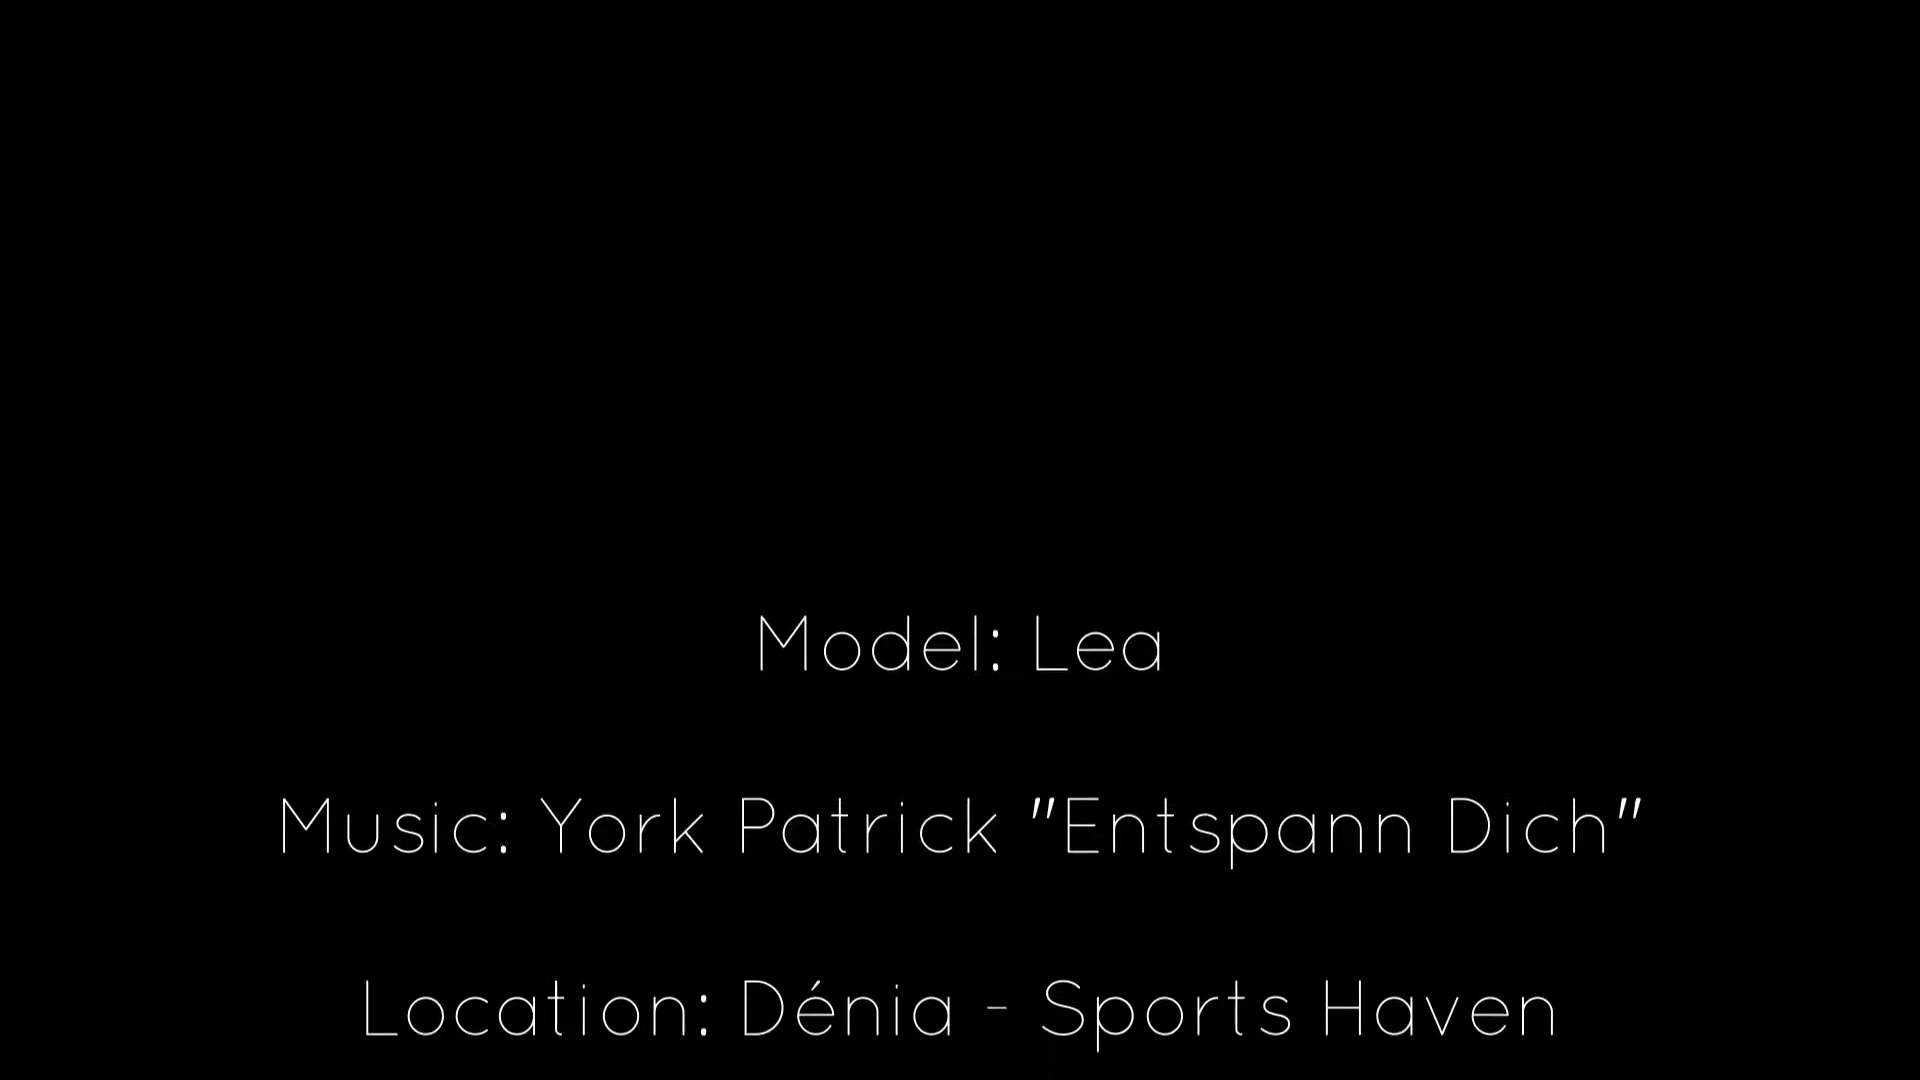 Model: Lea
Music: York Patrick "Entspann Dich"
Location: Dénia - Sports Haven